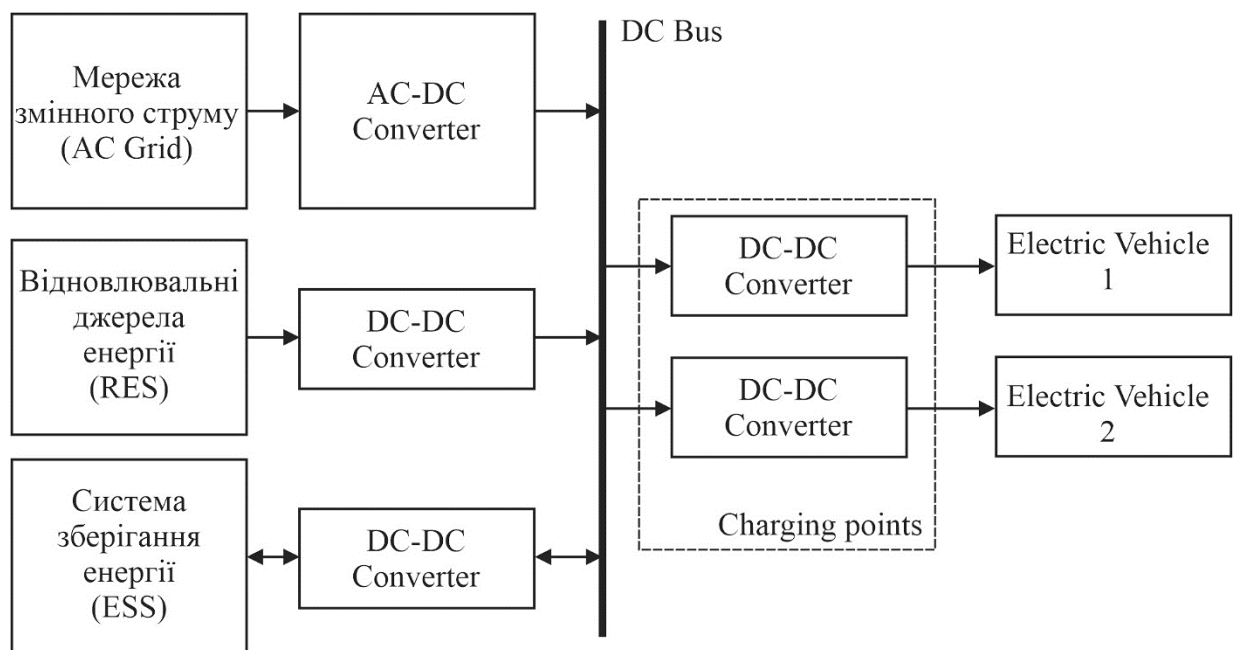 Мережа
змінного струму
(AC Grid)
AC-DC
Converter
DC Bus
Відновлювальні
джерела
енергії
(RES)
DC-DC
Converter
Система
зберігання
енергії
(ESS)
DC-DC
Converter
DC-DC
Converter
Electric Vehicle
1
DC-DC
Converter
Electric Vehicle
2
Charging points